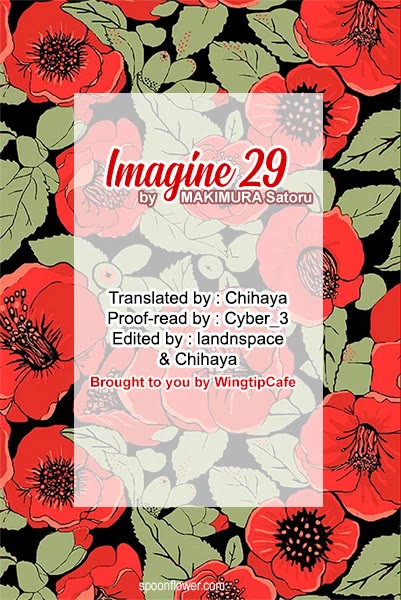 Imagine 29
by MAKIMURA Satoru
Translated by : Chihaya
Proof-read by : Cyber_3
Edited by : landnspace
& Chihaya
Brought to you by WingtipCafe
spoonflower.com